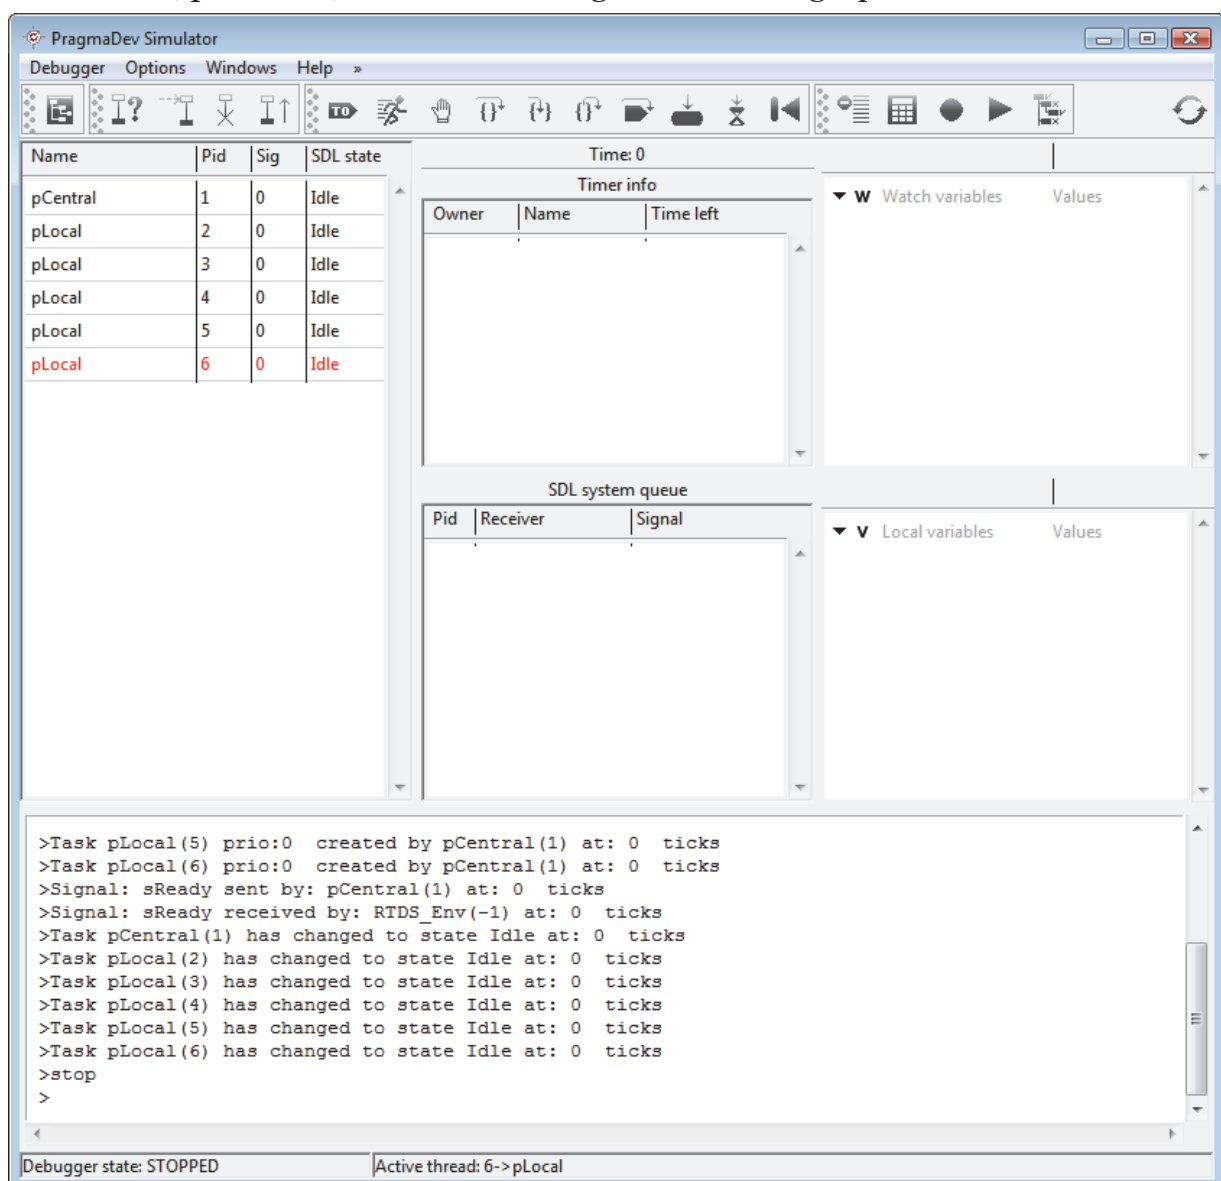 PragmaDev Simulator
Debugger Options Windows Help »
I? TO {}
Name Pid Sig SDL state
pCentral 1 0 Idle
pLocal 2 0 Idle
pLocal 3 0 Idle
pLocal 4 0 Idle
pLocal 5 0 Idle
pLocal 6 0 Idle
Time: 0
Timer info
Owner Name Time left
SDL system queue
Pid Receiver Signal
W Watch variables Values
V Local variables Values
>Task pLocal(5) prio:0  created by pCentral(1) at: 0  ticks
>Task pLocal(6) prio:0  created by pCentral(1) at: 0  ticks
>Signal: sReady sent by: pCentral(1) at: 0  ticks
>Signal: sReady received by: RTDS_Env(-1) at: 0  ticks
>Task pCentral(1) has changed to state Idle at: 0  ticks
>Task pLocal(2) has changed to state Idle at: 0  ticks
>Task pLocal(3) has changed to state Idle at: 0  ticks
>Task pLocal(4) has changed to state Idle at: 0  ticks
>Task pLocal(5) has changed to state Idle at: 0  ticks
>Task pLocal(6) has changed to state Idle at: 0  ticks
>stop
>
Debugger state: STOPPED
Active thread: 6->pLocal